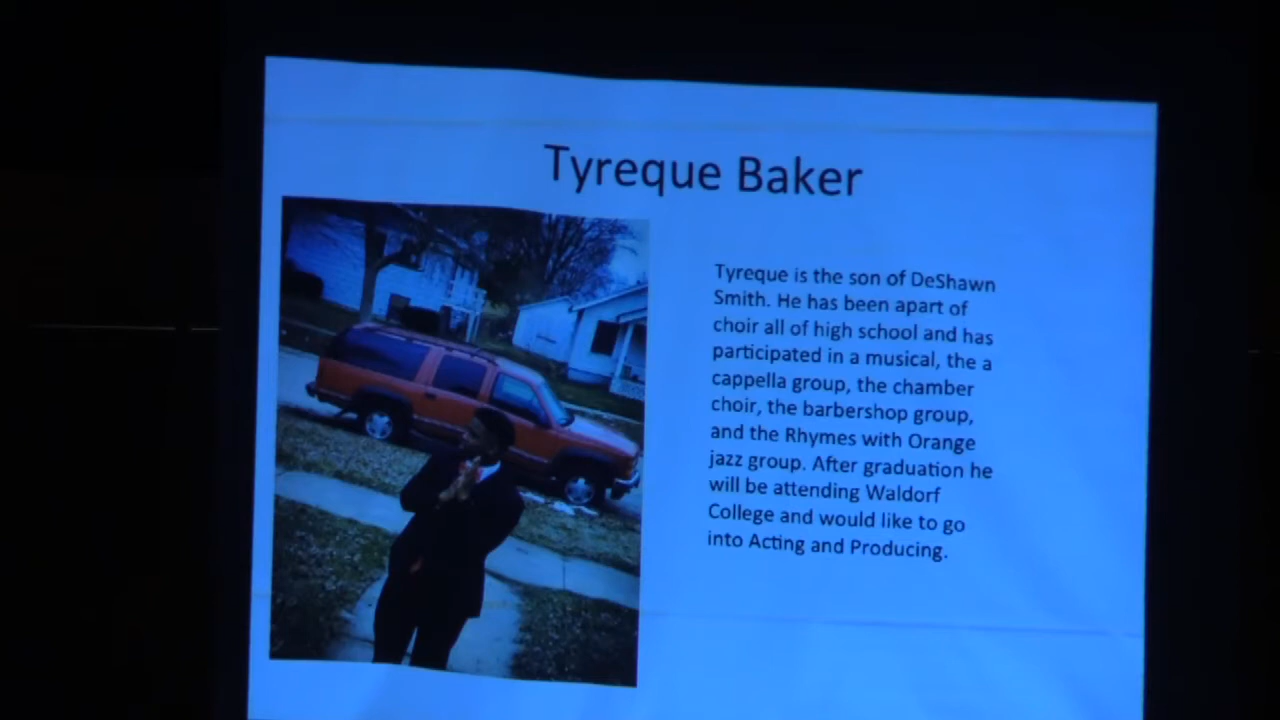 Tyreque Baker
Tyreque is the son of DeShawn
Smith. He has been apart of
choir all of high school and has
participated in a musical, the a
cappella group, the chamber
choir, the barbershop group,
and the Rhymes with Orange
jazz group. After graduation he
will be attending Waldorf
College and would like to go
into Acting and Producing.